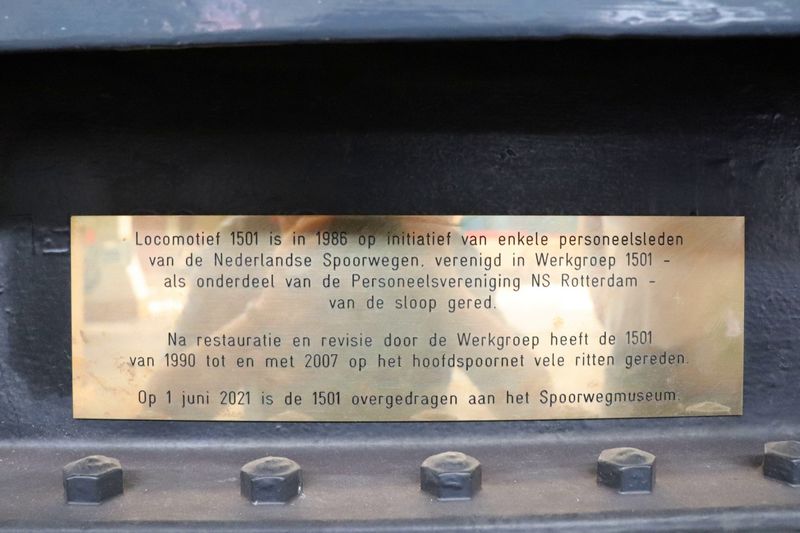 Locomotief 1501 is in 1986 op initiatief van enkele personeelsleden
van de Nederlandse Spoorwegen, verenigd in Werkgroep 1501 -
als onderdeel van de Personeelsvereniging NS Rotterdam -
van de sloop gered.
Na restauratie en revisie door de Werkgroep heeft de 1501
van 1990 tot en met 2007 op het hoofdspoornet vele ritten gereden.
Op 1 juni 2021 is de 1501 overgedragen aan het Spoorwegmuseum.